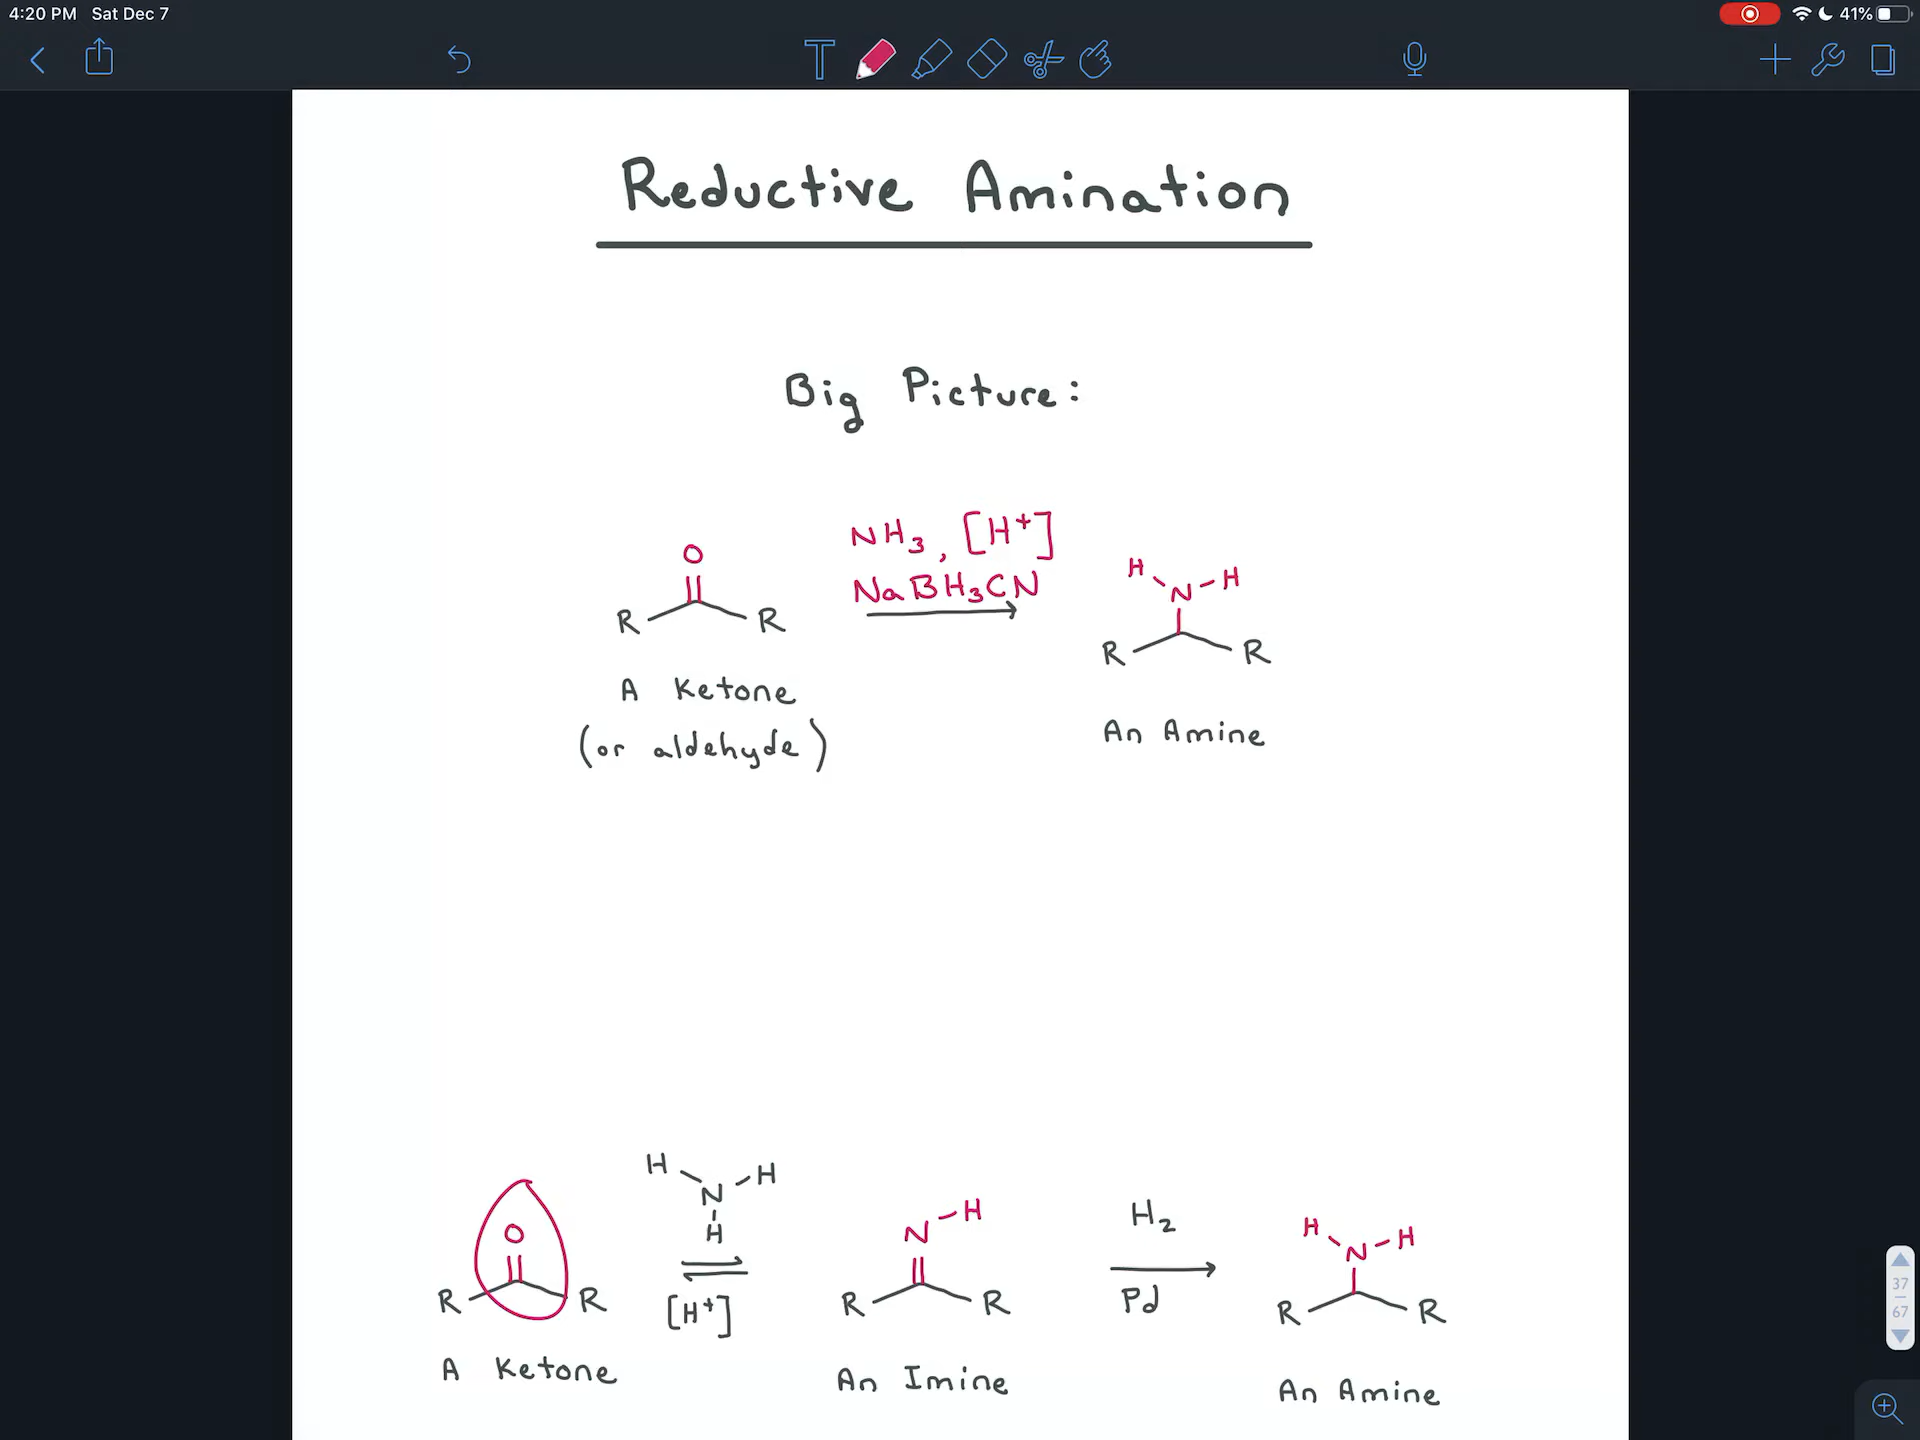 4:20 PM Sat Dec 7
41%
T
Reductive Amination
Big Picture:
NH3, [H+]
NaBH3CN
O
R R
H N H
R R
A Ketone
(or aldehyde)
An Amine
H N H
H
[H+]
O
R R
N H
R R
H2
Pd
H N H
R R
A Ketone
An Imine
An Amine
37
67